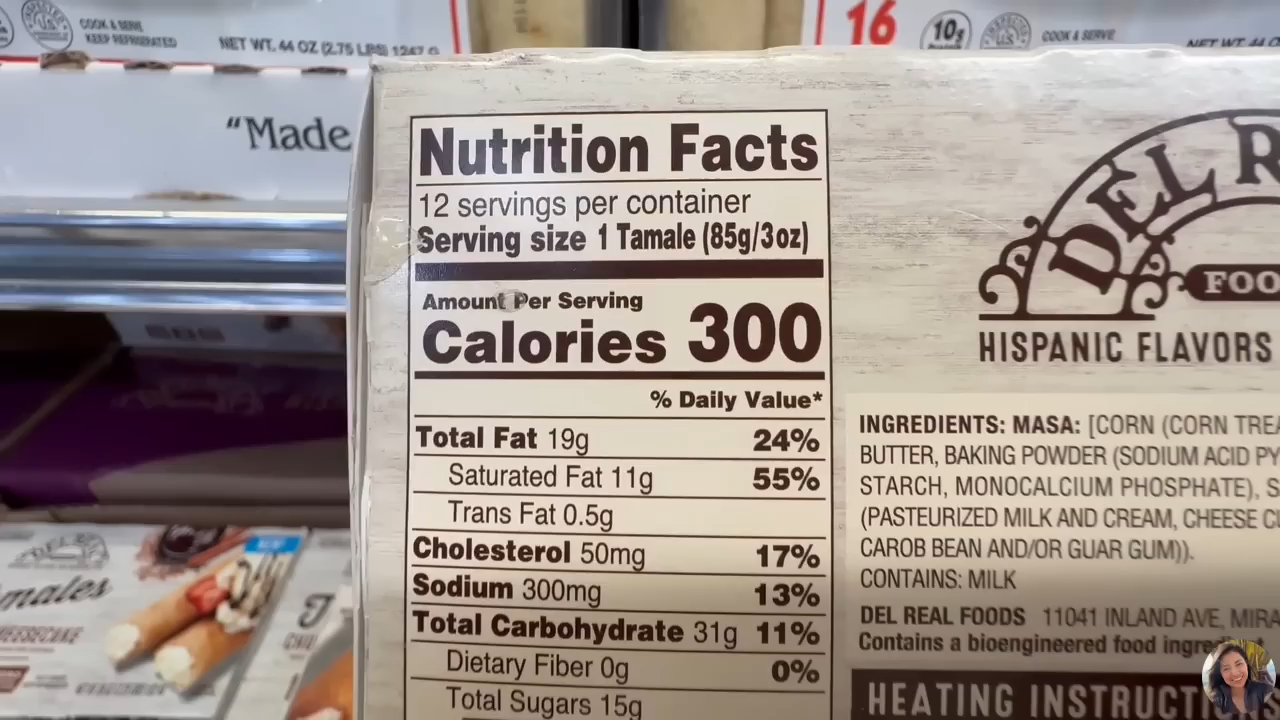 COOK & SERVE
KEEP REFRIGERATED
NET WT. 44 OZ (2.75 LBS) 1247 g
16
10g
COOK & SERVE
NET WT. 44 O
“Made
Nutrition Facts
12 servings per container
Serving size 1 Tamale (85g/3oz)
Amount Per Serving
Calories 300
% Daily Value*
Total Fat 19g 24%
Saturated Fat 11g 55%
Trans Fat 0.5g
Cholesterol 50mg 17%
Sodium 300mg 13%
Total Carbohydrate 31g 11%
Dietary Fiber 0g 0%
Total Sugars 15g
DEL R
FOO
HISPANIC FLAVORS
INGREDIENTS: MASA: [CORN (CORN TREA
BUTTER, BAKING POWDER (SODIUM ACID PY
STARCH, MONOCALCIUM PHOSPHATE), S
(PASTEURIZED MILK AND CREAM, CHEESE C
CAROB BEAN AND/OR GUAR GUM)).
CONTAINS: MILK
DEL REAL FOODS 11041 INLAND AVE, MIRA
Contains a bioengineered food ingre
HEATING INSTRUCT
DEL REAL
males
EESECAKE